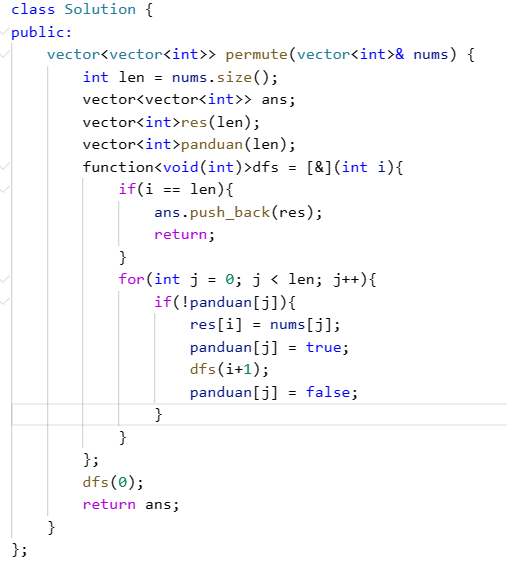 class Solution {
public:
    vector<vector<int>> permute(vector<int>& nums) {
        int len = nums.size();
        vector<vector<int>> ans;
        vector<int>res(len);
        vector<int>panduan(len);
        function<void(int)>dfs = [&](int i){
            if(i == len){
                ans.push_back(res);
                return;
            }
            for(int j = 0; j < len; j++){
                if(!panduan[j]){
                    res[i] = nums[j];
                    panduan[j] = true;
                    dfs(i+1);
                    panduan[j] = false;
                }
            }
        };
        dfs(0);
        return ans;
    }
};